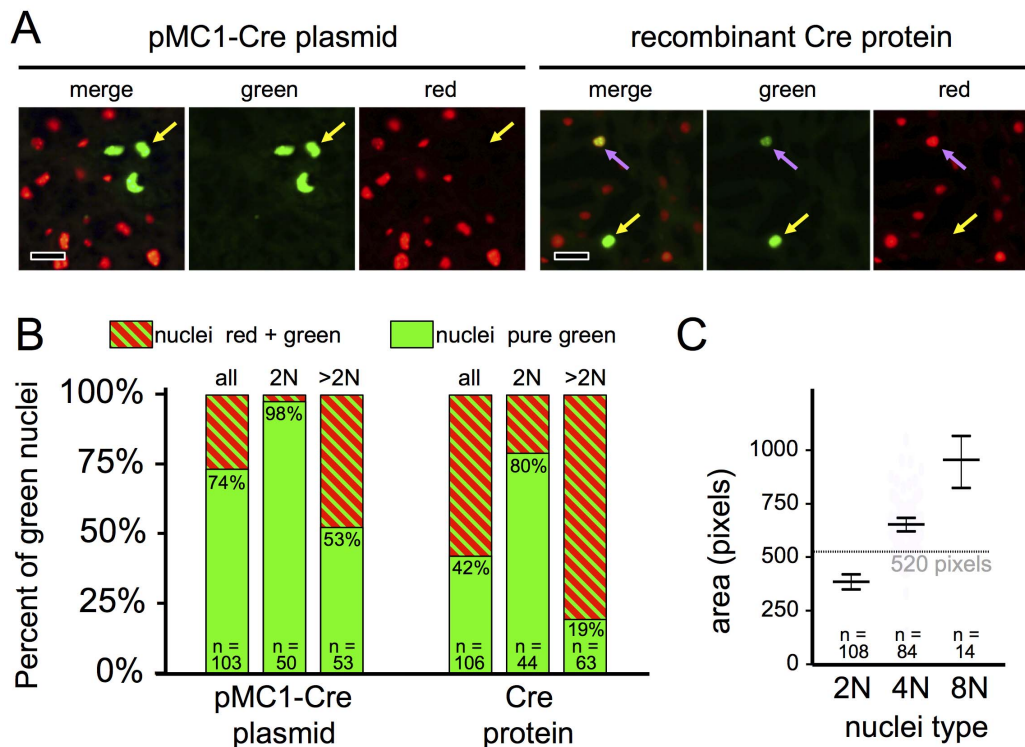 A
pMC1-Cre plasmid
recombinant Cre protein
merge green red
merge green red
B
nuclei red + green
nuclei pure green
Percent of green nuclei
100%
75%
50%
25%
0%
all 2N >2N
all 2N >2N
74% 98% 53%
42% 80% 19%
n = 103
n = 50
n = 53
n = 106
n = 44
n = 63
pMC1-Cre
plasmid
Cre
protein
C
area (pixels)
1000
750
500
250
0
520 pixels
n = 108
n = 84
n = 14
2N 4N 8N
nuclei type